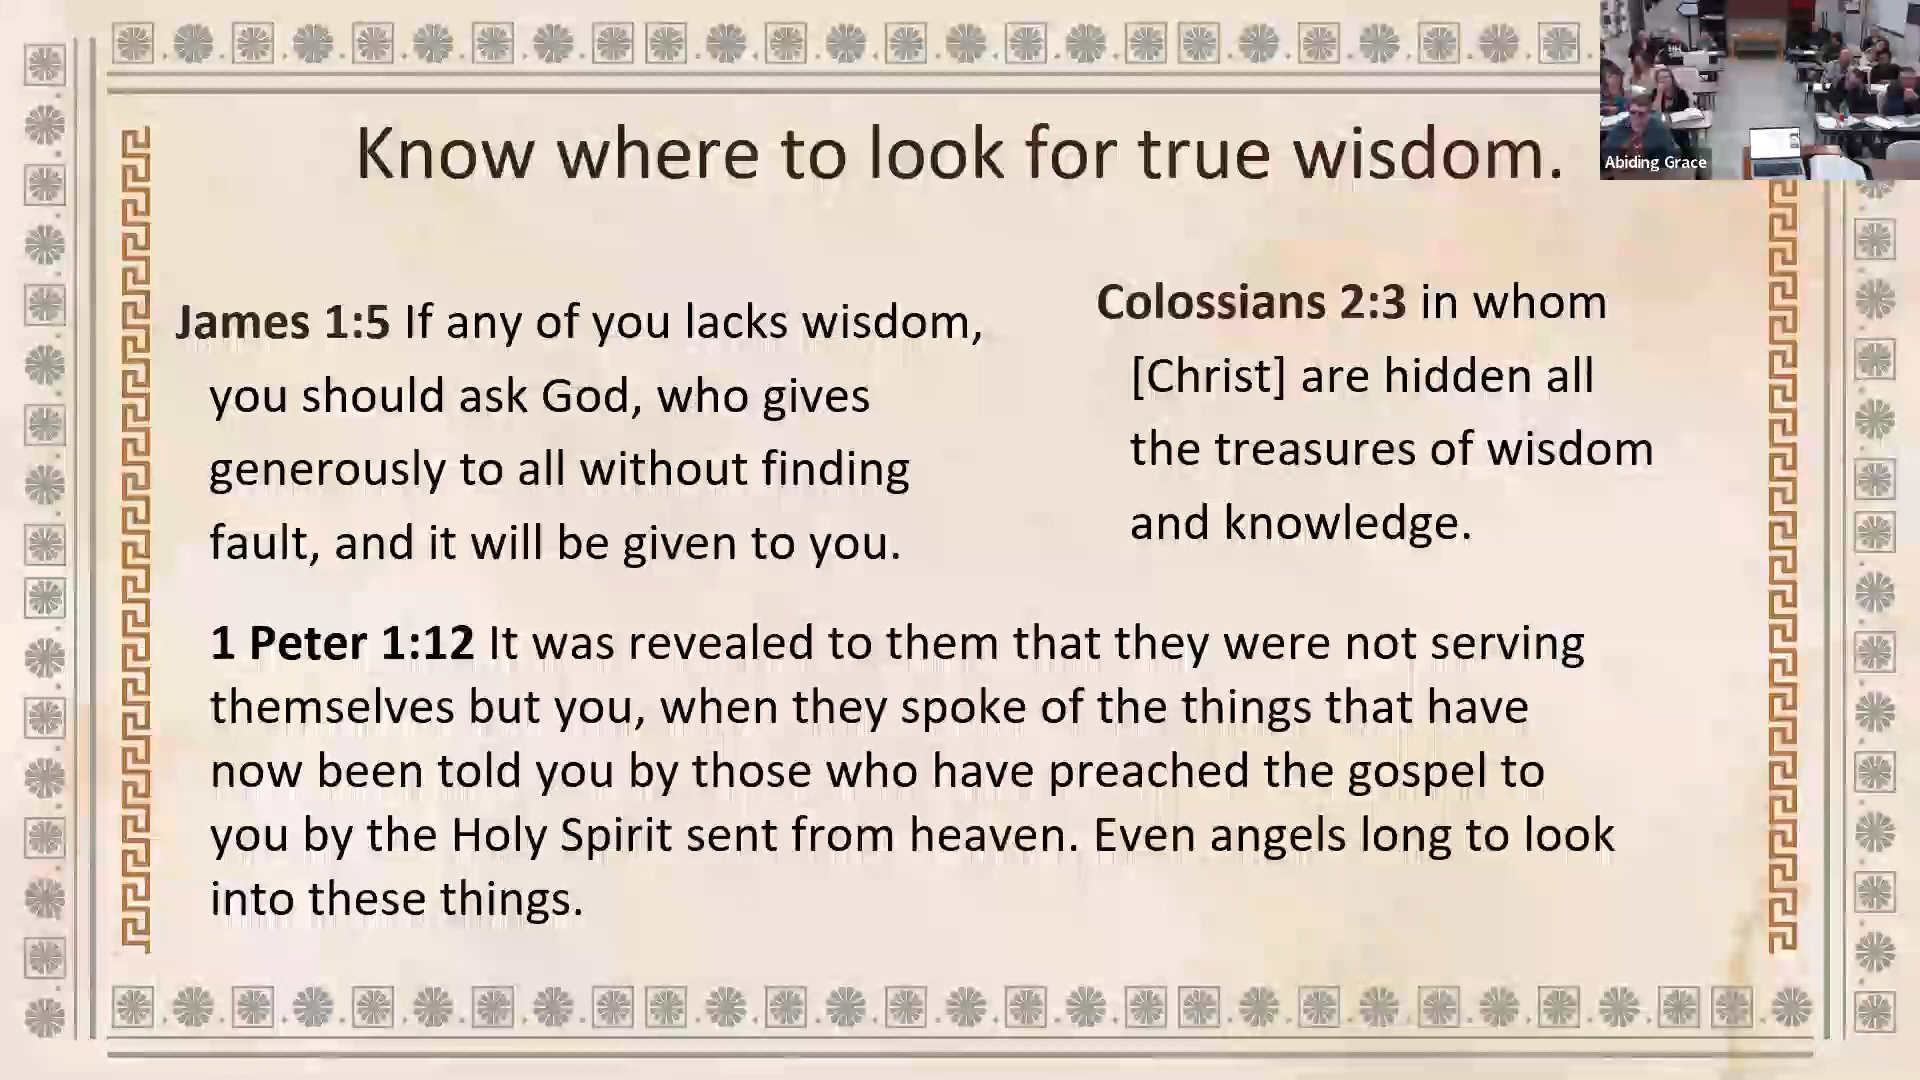 Know where to look for true wisdom.
Abiding Grace
James 1:5 If any of you lacks wisdom,
you should ask God, who gives
generously to all without finding
fault, and it will be given to you.
Colossians 2:3 in whom
[Christ] are hidden all
the treasures of wisdom
and knowledge.
1 Peter 1:12 It was revealed to them that they were not serving
themselves but you, when they spoke of the things that have
now been told you by those who have preached the gospel to
you by the Holy Spirit sent from heaven. Even angels long to look
into these things.